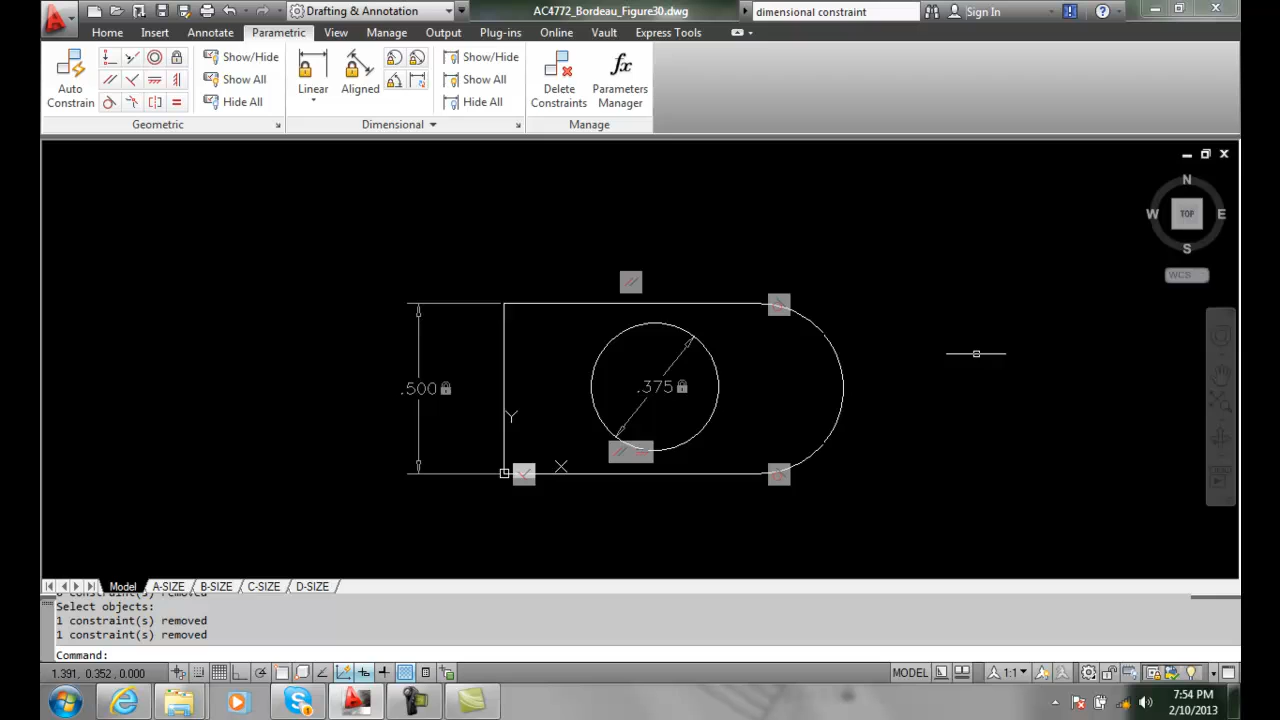 Drafting & Annotation
AC4772_Bordeau_Figure30.dwg
dimensional constraint
Sign In
Home Insert Annotate Parametric View Manage Output Plug-ins Online Vault Express Tools
Auto Constrain
Show/Hide
Show All
Hide All
Geometric
Linear
Aligned
Show/Hide
Show All
Hide All
Dimensional
Delete Constraints
fx
Parameters Manager
Manage
N
W TOP E
S
WCS
.500
.375
Y
X
Model A-SIZE B-SIZE C-SIZE D-SIZE
Select objects:
1 constraint(s) removed
1 constraint(s) removed
Command:
1.391, 0.352, 0.000
MODEL
1:1
7:54 PM
2/10/2013